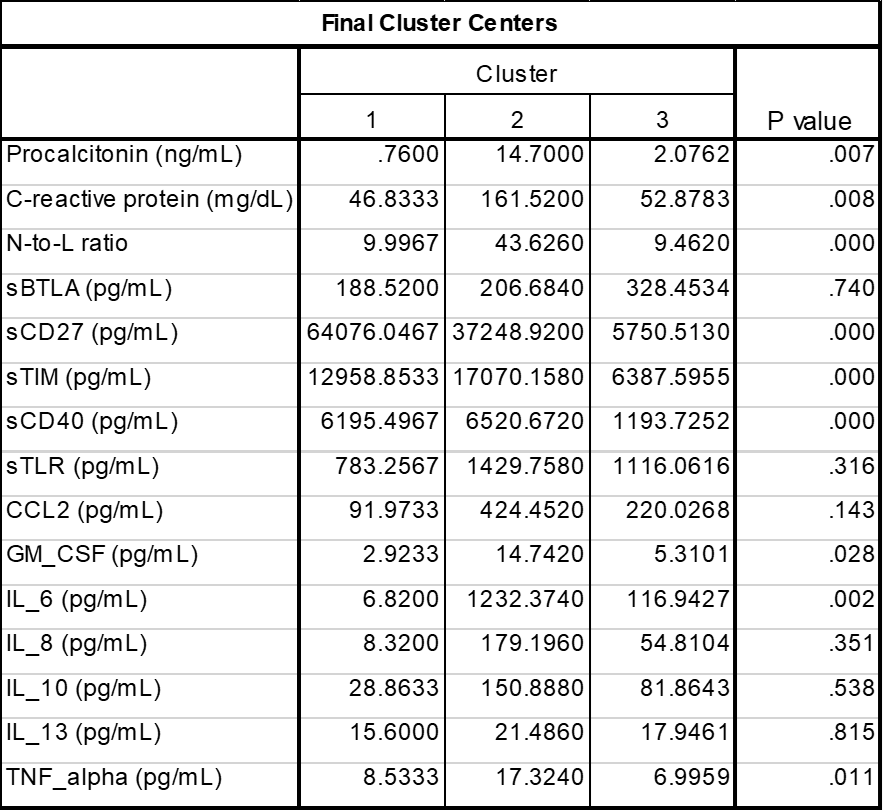 Final Cluster Centers
Cluster
1 2 3 P value
Procalcitonin (ng/mL) .7600 14.7000 2.0762 .007
C-reactive protein (mg/dL) 46.8333 161.5200 52.8783 .008
N-to-L ratio 9.9967 43.6260 9.4620 .000
sBTLA (pg/mL) 188.5200 206.6840 328.4534 .740
sCD27 (pg/mL) 64076.0467 37248.9200 5750.5130 .000
sTIM (pg/mL) 12958.8533 17070.1580 6387.5955 .000
sCD40 (pg/mL) 6195.4967 6520.6720 1193.7252 .000
sTLR (pg/mL) 783.2567 1429.7580 1116.0616 .316
CCL2 (pg/mL) 91.9733 424.4520 220.0268 .143
GM_CSF (pg/mL) 2.9233 14.7420 5.3101 .028
IL_6 (pg/mL) 6.8200 1232.3740 116.9427 .002
IL_8 (pg/mL) 8.3200 179.1960 54.8104 .351
IL_10 (pg/mL) 28.8633 150.8880 81.8643 .538
IL_13 (pg/mL) 15.6000 21.4860 17.9461 .815
TNF_alpha (pg/mL) 8.5333 17.3240 6.9959 .011